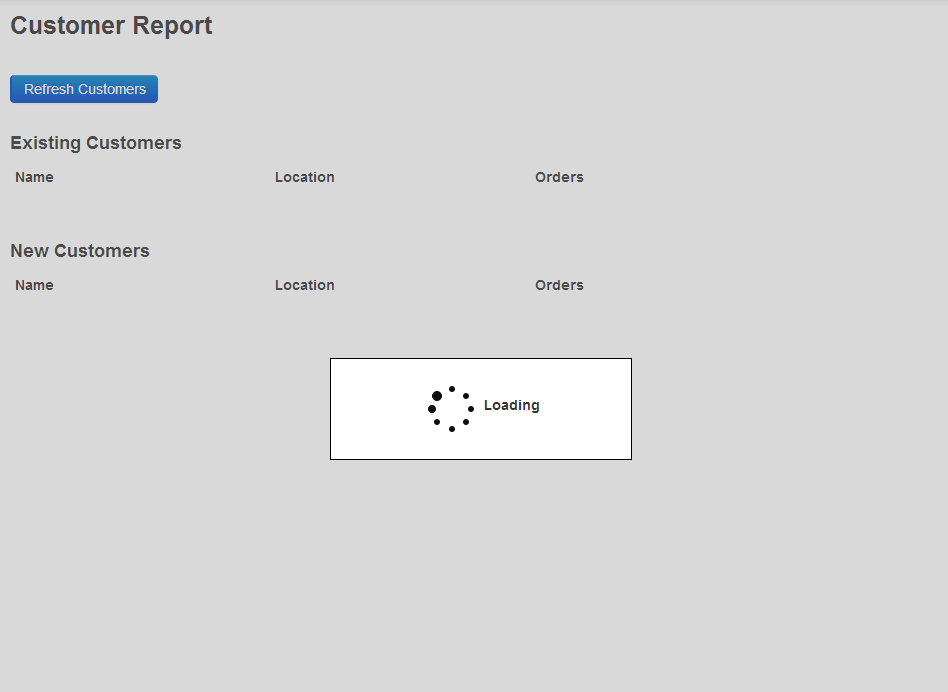 Customer Report
Refresh Customers
Existing Customers
Name Location Orders
New Customers
Name Location Orders
Loading